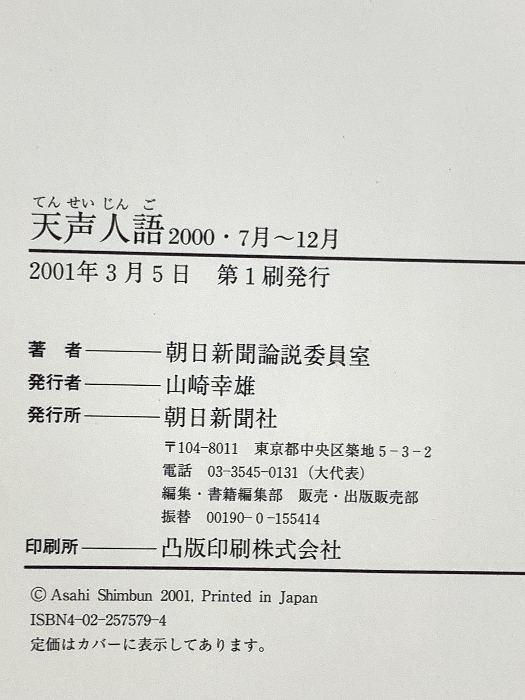 てん せい じん ご
天声人語2000・7月～12月
2001年3月5日 第1刷発行
著 者———朝日新聞論説委員室
発行者———山崎幸雄
発行所———朝日新聞社
〒104-8011 東京都中央区築地5-3-2
電話 03-3545-0131（大代表）
編集・書籍編集部 販売・出版販売部
振替 00190-0-155414
印刷所———凸版印刷株式会社
©Asahi Shimbun 2001, Printed in Japan
ISBN4-02-257579-4
定価はカバーに表示してあります。